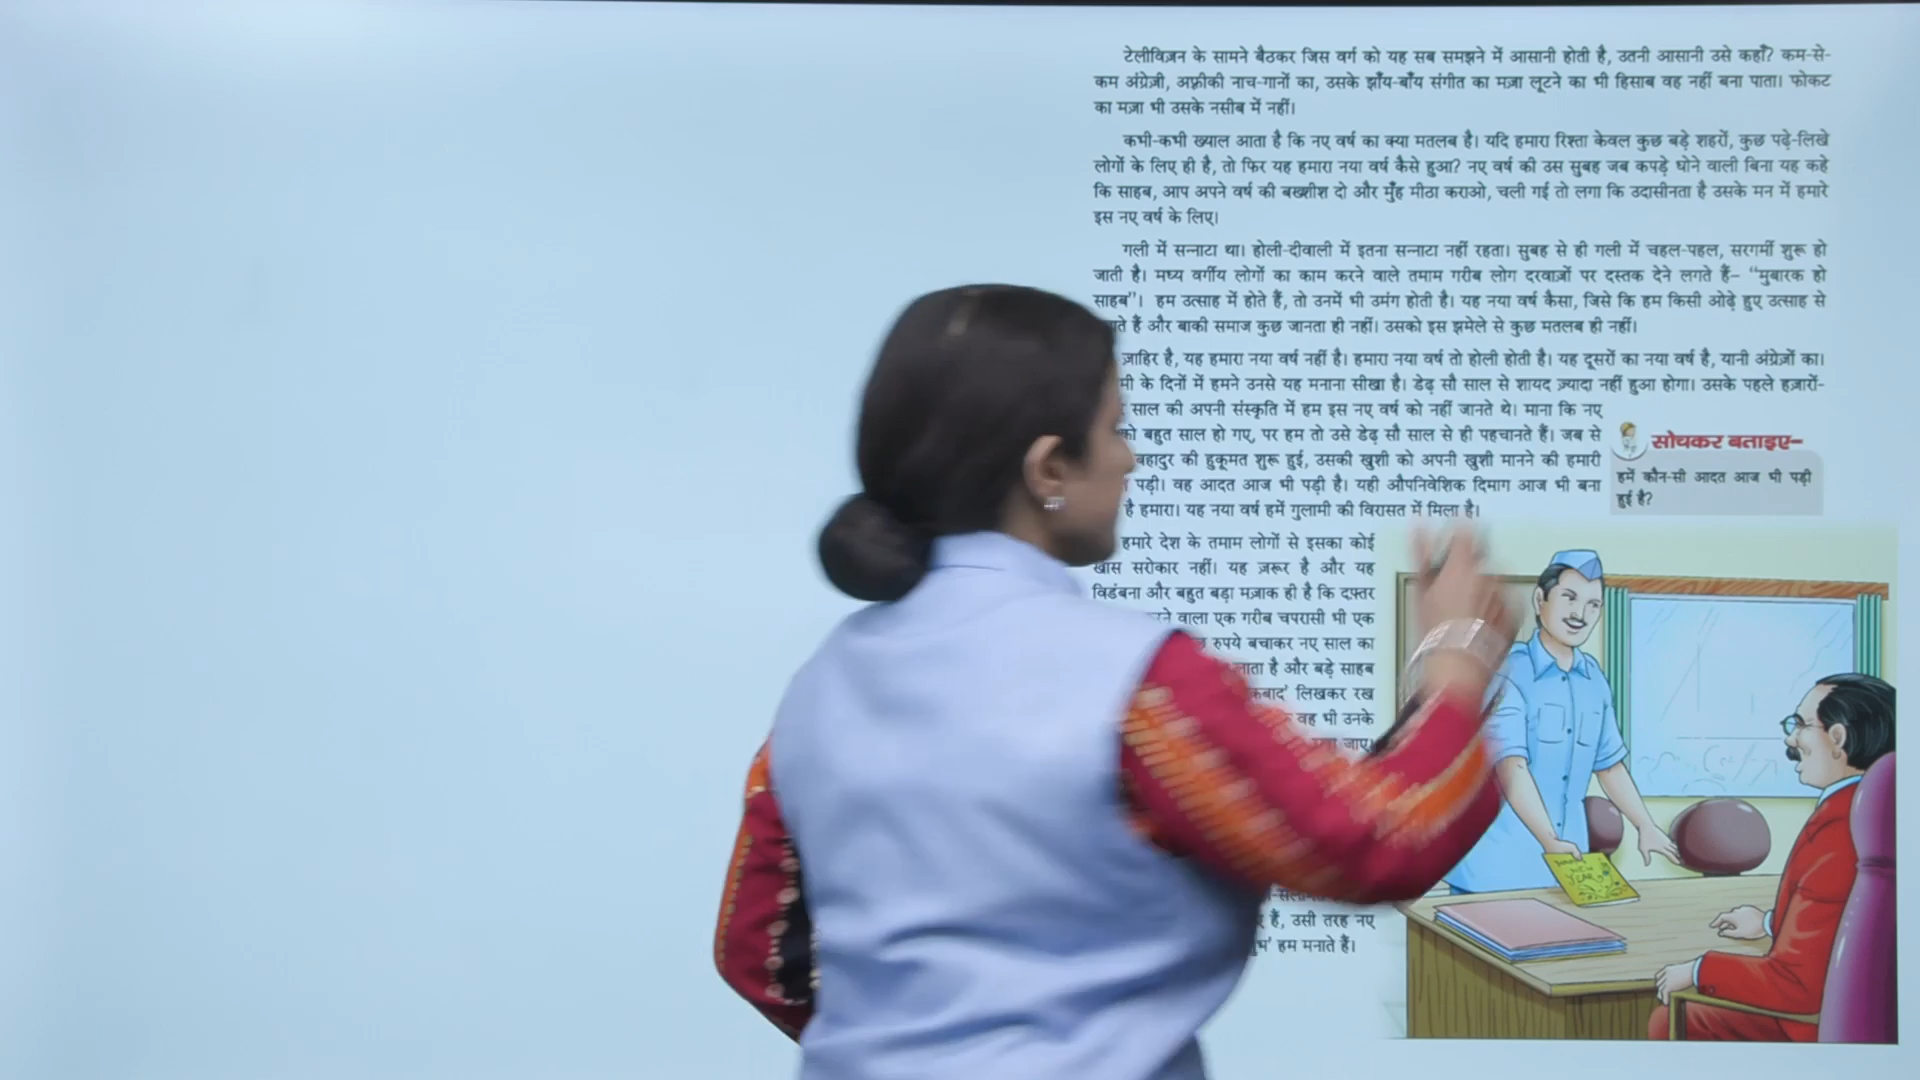 टेलीविज़न के सामने बैठकर जिस वर्ग को यह सब समझने में आसानी होती है, उतनी आसानी उसे कहाँ? कम-से-
कम अंग्रेज़ी, अफ़्रीकी नाच-गानों का, उसके झाँय-बाँय संगीत का मज़ा लूटने का भी हिसाब वह नहीं बना पाता। फोकट
का मज़ा भी उसके नसीब में नहीं।
कभी-कभी ख्याल आता है कि नए वर्ष का क्या मतलब है। यदि हमारा रिश्ता केवल कुछ बड़े शहरों, कुछ पढ़े-लिखे
लोगों के लिए ही है, तो फिर यह हमारा नया वर्ष कैसे हुआ? नए वर्ष की उस सुबह जब कपड़े धोने वाली बिना यह कहे
कि साहब, आप अपने वर्ष की बख्शीश दो और मुँह मीठा कराओ, चली गई तो लगा कि उदासीनता है उसके मन में हमारे
इस नए वर्ष के लिए।
गली में सन्नाटा था। होली-दीवाली में इतना सन्नाटा नहीं रहता। सुबह से ही गली में चहल-पहल, सरगर्मी शुरू हो
जाती है। मध्य वर्गीय लोगों का काम करने वाले तमाम गरीब लोग दरवाज़ों पर दस्तक देने लगते हैं– “मुबारक हो
साहब”। हम उत्साह में होते हैं, तो उनमें भी उमंग होती है। यह नया वर्ष कैसा, जिसे कि हम किसी ओढ़े हुए उत्साह से
हैं और बाकी समाज कुछ जानता ही नहीं। उसको इस झमेले से कुछ मतलब ही नहीं।
ज़ाहिर है, यह हमारा नया वर्ष नहीं है। हमारा नया वर्ष तो होली होती है। यह दूसरों का नया वर्ष है, यानी अंग्रेज़ों का।
के दिनों में हमने उनसे यह मनाना सीखा है। डेढ़ सौ साल से शायद ज़्यादा नहीं हुआ होगा। उसके पहले हज़ारों-
साल की अपनी संस्कृति में हम इस नए वर्ष को नहीं जानते थे। माना कि नए
को बहुत साल हो गए, पर हम तो उसे डेढ़ सौ साल से ही पहचानते हैं। जब से
बहादुर की हुकूमत शुरू हुई, उसकी खुशी को अपनी खुशी मानने की हमारी
पड़ी। वह आदत आज भी पड़ी है। यही औपनिवेशिक दिमाग आज भी बना
है हमारा। यह नया वर्ष हमें गुलामी की विरासत में मिला है।
सोचकर बताइए–
हमें कौन-सी आदत आज भी पड़ी
हुई है?
हमारे देश के तमाम लोगों से इसका कोई
खास सरोकार नहीं। यह ज़रूर है और यह
विडंबना और बहुत बड़ा मज़ाक ही है कि दफ़्तर
वाला एक गरीब चपरासी भी एक
रुपये बचाकर नए साल का
लाता है और बड़े साहब
लिखकर रख
वह भी उनके
जाए।
हैं, उसी तरह नए
हम मनाते हैं।
NEW
YEAR